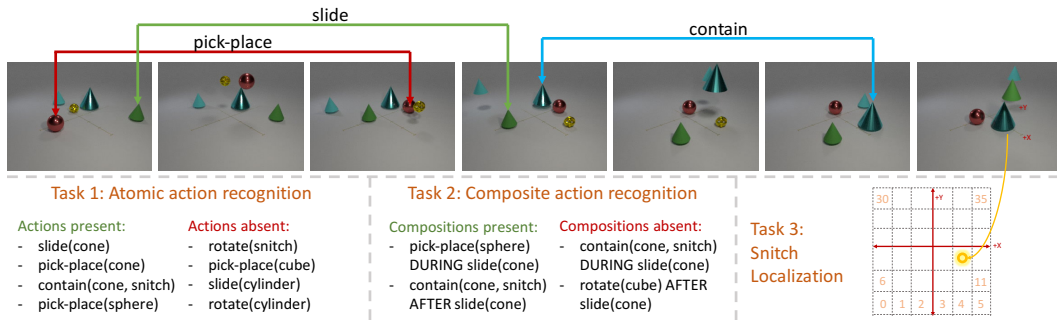 slide
pick-place
contain
+Y
+X
Task 1: Atomic action recognition
Actions present:
- slide(cone)
- pick-place(cone)
- contain(cone, snitch)
- pick-place(sphere)
Actions absent:
- rotate(snitch)
- pick-place(cube)
- slide(cylinder)
- rotate(cylinder)
Task 2: Composite action recognition
Compositions present:
- pick-place(sphere)
DURING slide(cone)
- contain(cone, snitch)
AFTER slide(cone)
Compositions absent:
- contain(cone, snitch)
DURING slide(cone)
- rotate(cube) AFTER
slide(cone)
Task 3:
Snitch
Localization
30 35
+Y
+X
6 11
0 1 2 3 4 5